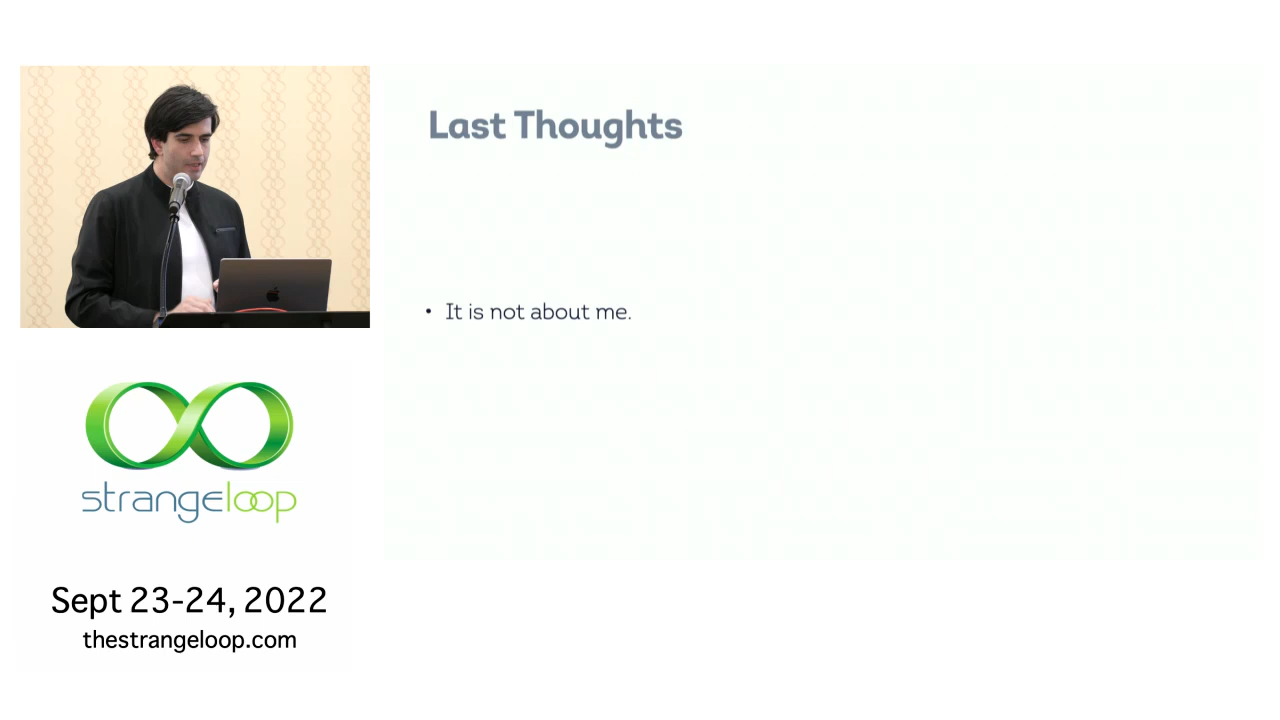 Last Thoughts
• It is not about me.
strangeloop
Sept 23-24, 2022
thestrangeloop.com